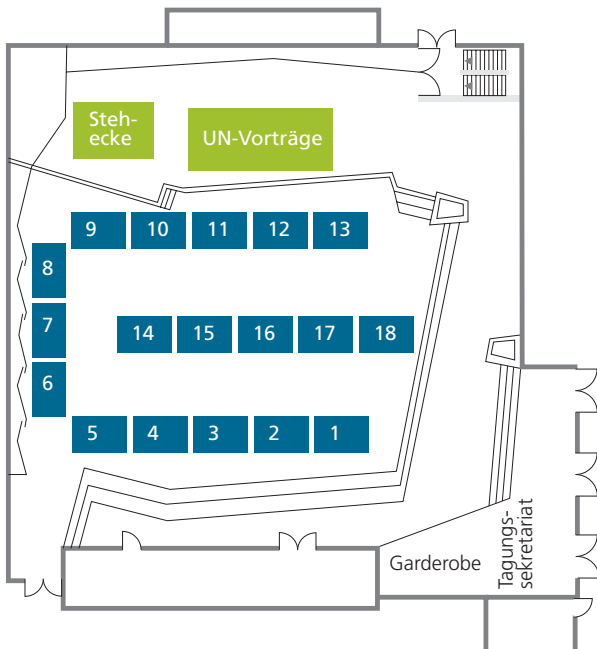 Steh-
ecke
UN-Vorträge
9 10 11 12 13
8
7
14 15 16 17 18
6
5 4 3 2 1
Garderobe
Tagungs-
sekretariat